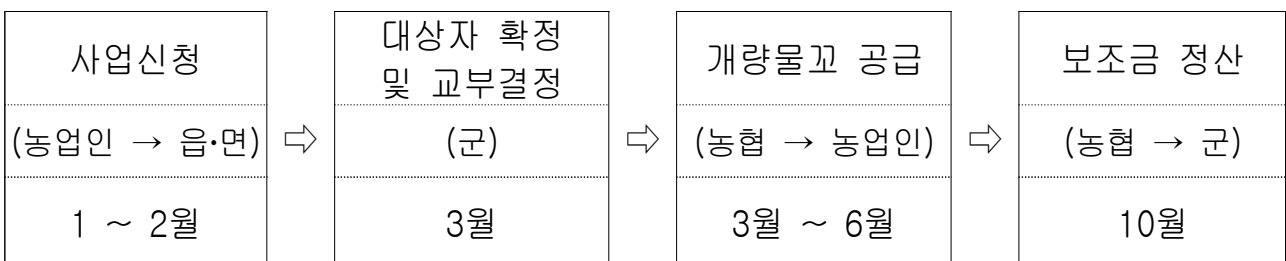 사업신청
(농업인 → 읍·면)
1 ~ 2월
⇨
대상자 확정
및 교부결정
(군)
3월
⇨
개량물꼬 공급
(농협 → 농업인)
3월 ~ 6월
⇨
보조금 정산
(농협 → 군)
10월